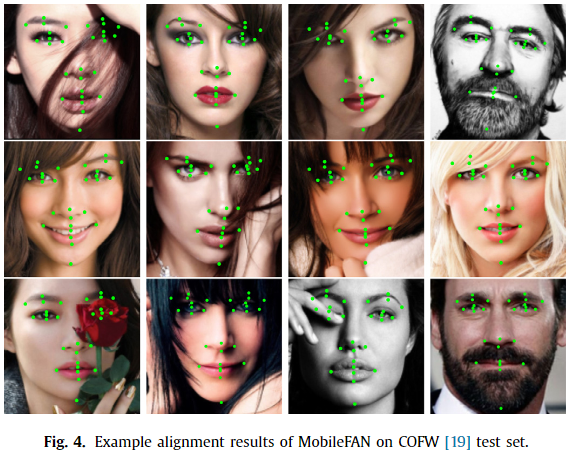 Fig. 4. Example alignment results of MobileFAN on COFW [19] test set.